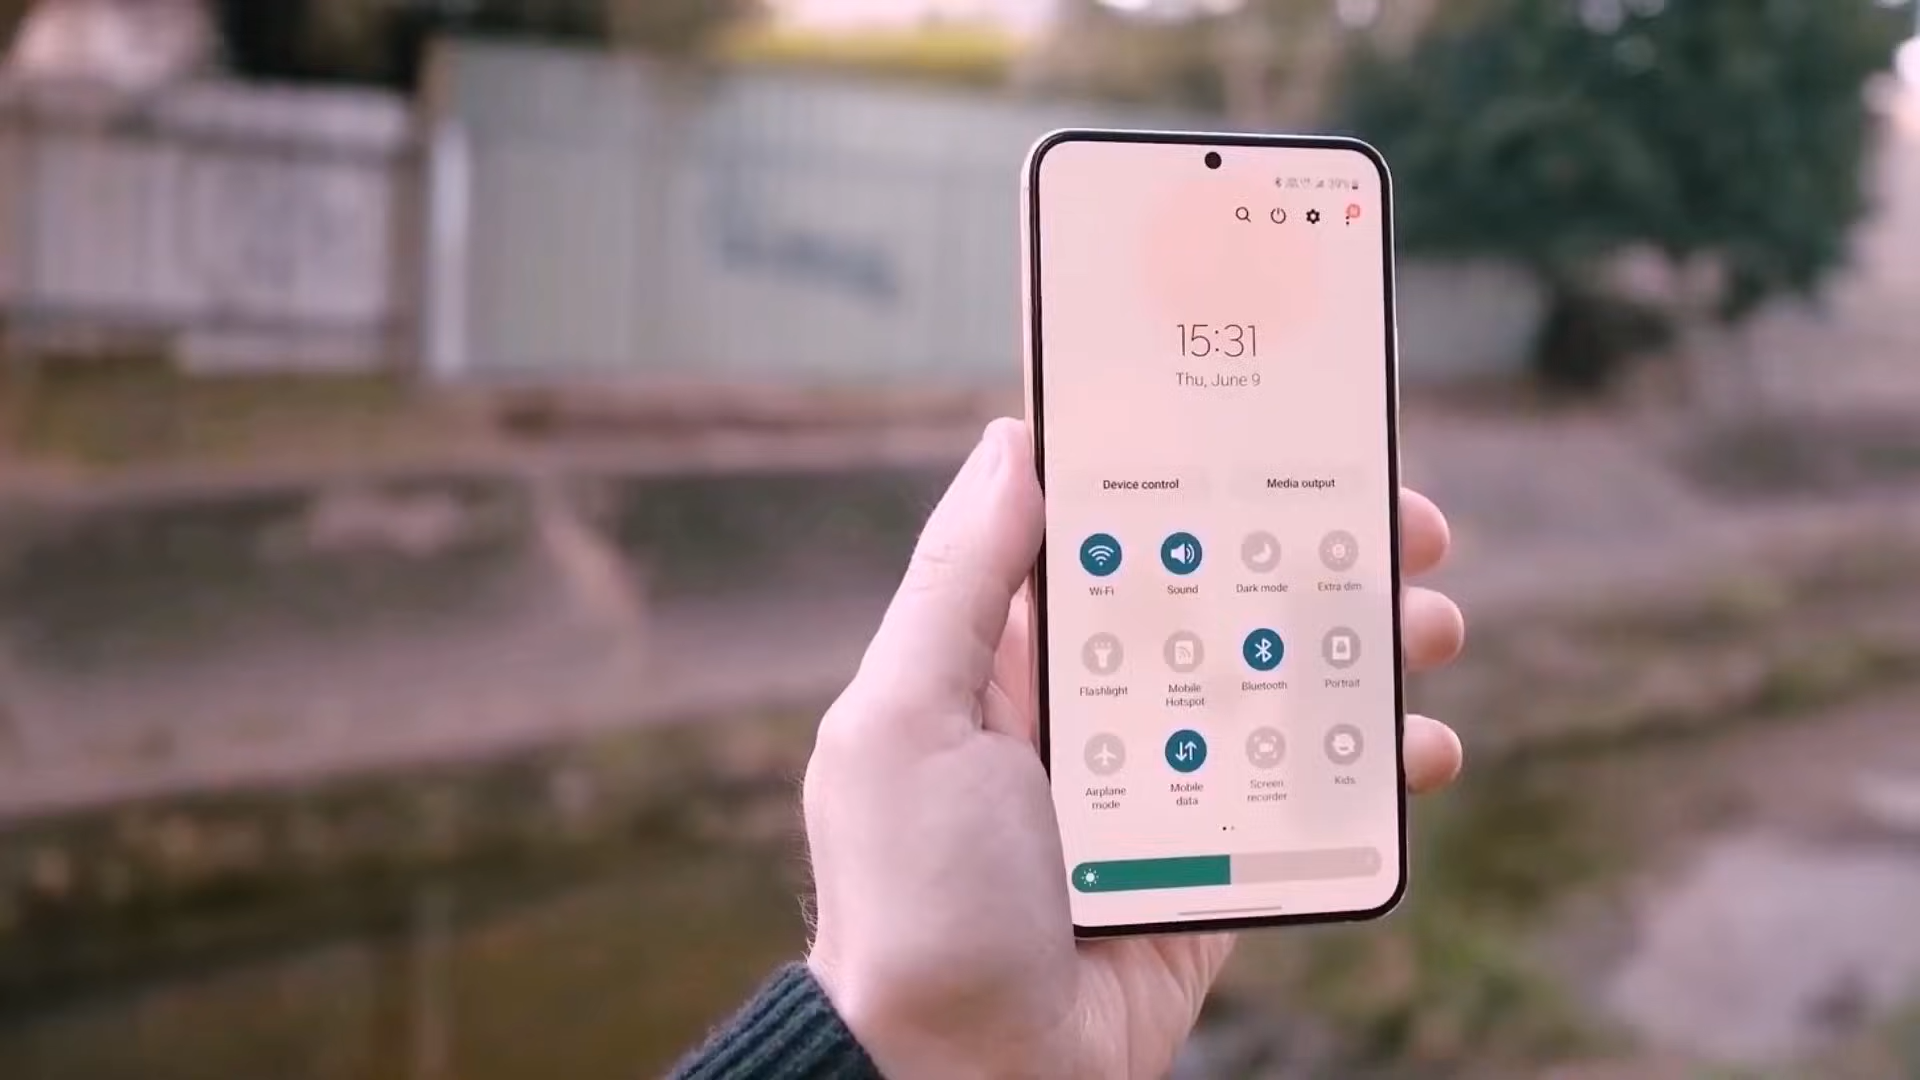 39%
15:31
Thu, June 9
Device control Media output
Wi-Fi Sound Dark mode Extra dim
Flashlight Mobile Hotspot Bluetooth Portrait
Airplane mode Mobile data Screen recorder Kids